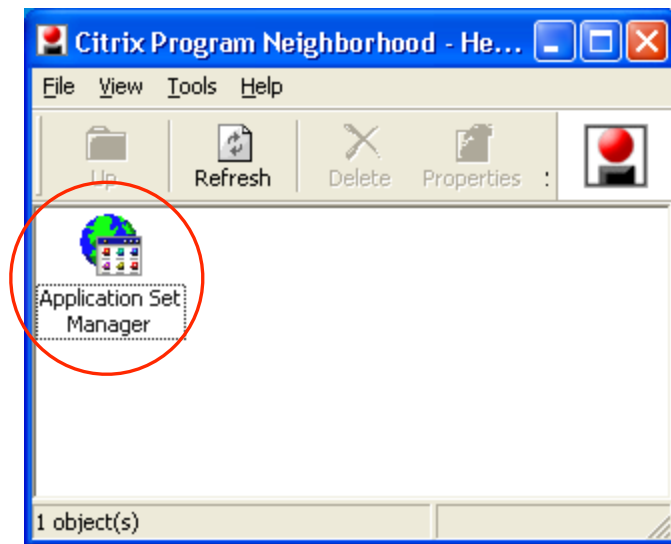 Citrix Program Neighborhood - He...
File View Tools Help
Up Refresh Delete Properties :
Application Set
Manager
1 object(s)